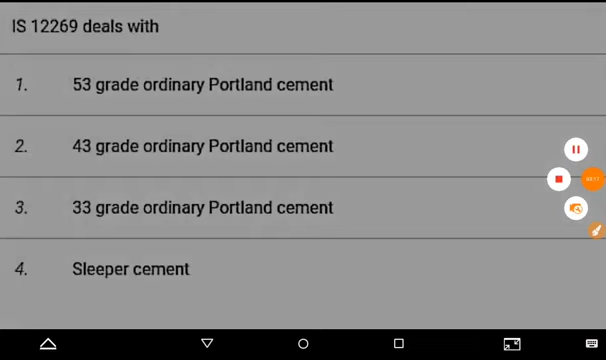 IS 12269 deals with
1. 53 grade ordinary Portland cement
2. 43 grade ordinary Portland cement
3. 33 grade ordinary Portland cement
4. Sleeper cement